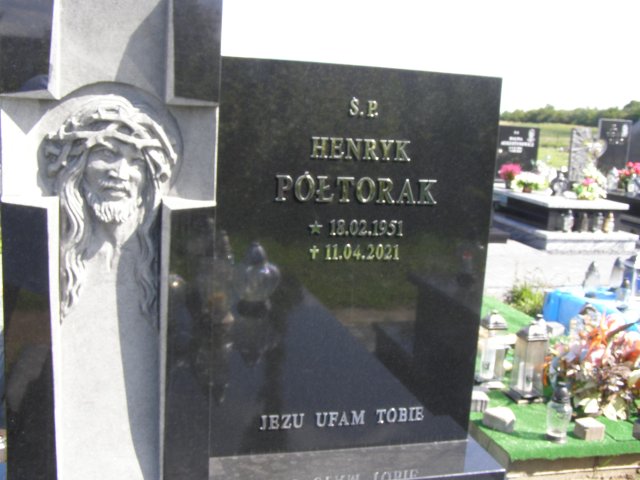 Ś.P.
HENRYK
PÓŁTORAK
★ 18.02.1951
✝ 11.04.2021
JEZU UFAM TOBIE